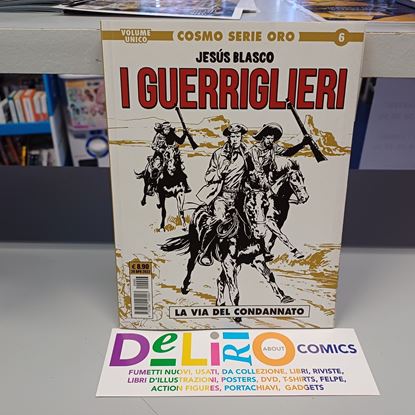 VOLUME UNICO
COSMO SERIE ORO
6
JESÚS BLASCO
I GUERRIGLIERI
€ 8,90
LA VIA DEL CONDANNATO
DeLiRiO ABOUT COMICS
FUMETTI NUOVI, USATI, DA COLLEZIONE, LIBRI, RIVISTE,
LIBRI D'ILLUSTRAZIONI, POSTERS, DVD, T-SHIRTS, FELPE,
ACTION FIGURES, PORTACHIAVI, GADGETS